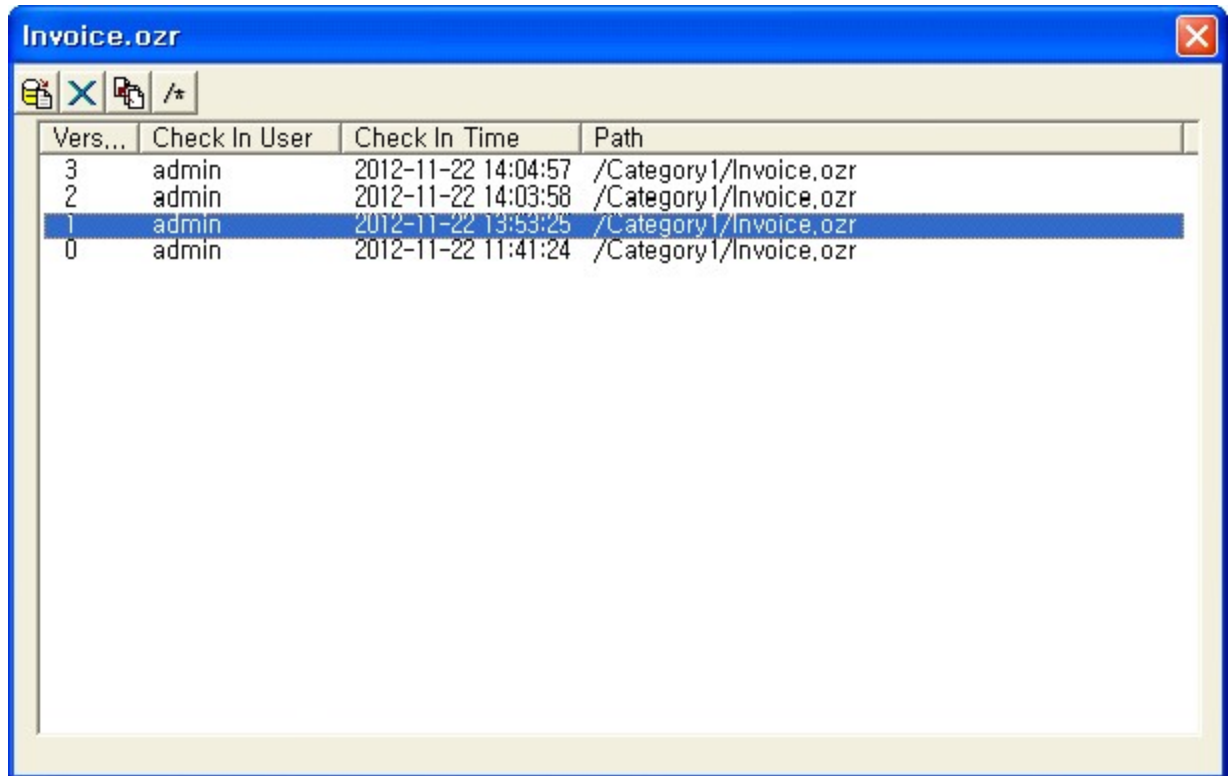 Invoice.ozr
/*
Vers... Check In User Check In Time Path
3 admin 2012-11-22 14:04:57 /Category1/Invoice.ozr
2 admin 2012-11-22 14:03:58 /Category1/Invoice.ozr
1 admin 2012-11-22 13:53:25 /Category1/Invoice.ozr
0 admin 2012-11-22 11:41:24 /Category1/Invoice.ozr